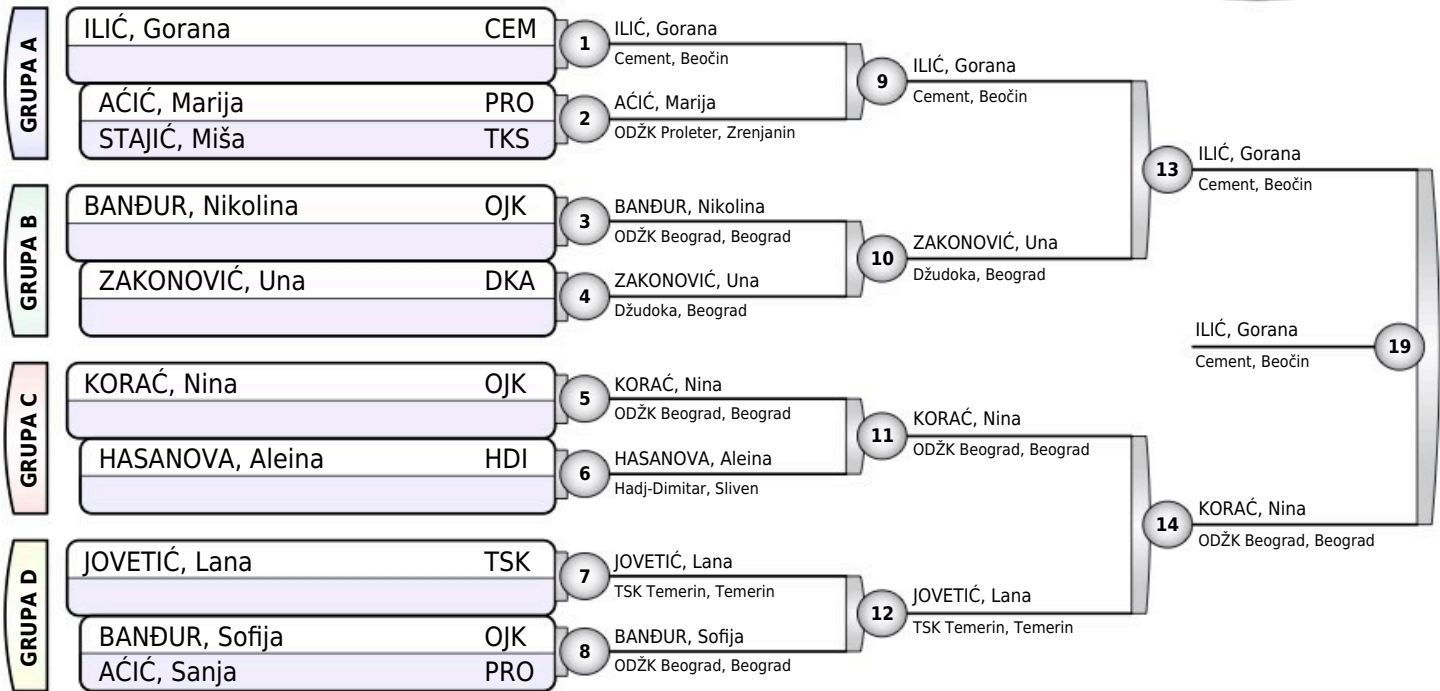 GRUPA A
ILIĆ, Gorana CEM
AĆIĆ, Marija PRO
STAJIĆ, Miša TKS
GRUPA B
BANĐUR, Nikolina OJK
ZAKONOVIĆ, Una DKA
GRUPA C
KORAĆ, Nina OJK
HASANOVA, Aleina HDI
GRUPA D
JOVETIĆ, Lana TSK
BANĐUR, Sofija OJK
AĆIĆ, Sanja PRO
1
ILIĆ, Gorana
Cement, Beočin
2
AĆIĆ, Marija
ODŽK Proleter, Zrenjanin
3
BANĐUR, Nikolina
ODŽK Beograd, Beograd
4
ZAKONOVIĆ, Una
Džudoka, Beograd
5
KORAĆ, Nina
ODŽK Beograd, Beograd
6
HASANOVA, Aleina
Hadj-Dimitar, Sliven
7
JOVETIĆ, Lana
TSK Temerin, Temerin
8
BANĐUR, Sofija
ODŽK Beograd, Beograd
9
ILIĆ, Gorana
Cement, Beočin
10
ZAKONOVIĆ, Una
Džudoka, Beograd
11
KORAĆ, Nina
ODŽK Beograd, Beograd
12
JOVETIĆ, Lana
TSK Temerin, Temerin
13
ILIĆ, Gorana
Cement, Beočin
14
KORAĆ, Nina
ODŽK Beograd, Beograd
ILIĆ, Gorana
Cement, Beočin
19